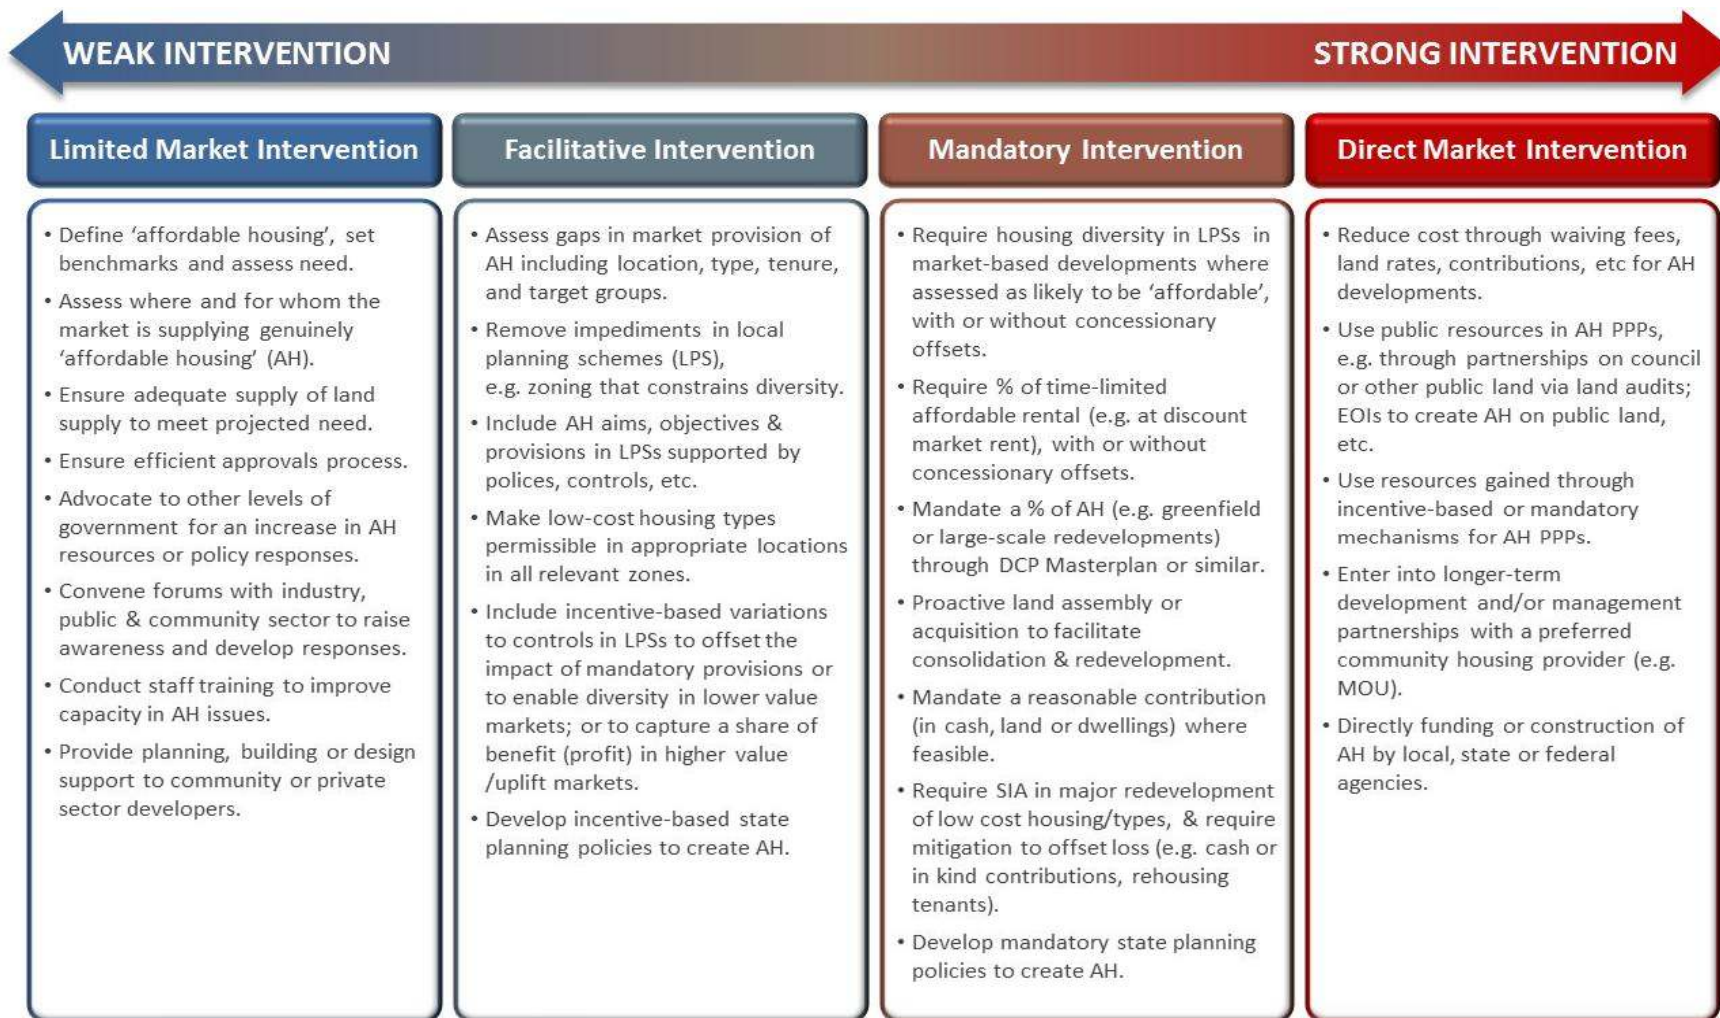 WEAK INTERVENTION
STRONG INTERVENTION
Limited Market Intervention
• Define ‘affordable housing’, set
benchmarks and assess need.
• Assess where and for whom the
market is supplying genuinely
‘affordable housing’ (AH).
• Ensure adequate supply of land
supply to meet projected need.
• Ensure efficient approvals process.
• Advocate to other levels of
government for an increase in AH
resources or policy responses.
• Convene forums with industry,
public & community sector to raise
awareness and develop responses.
• Conduct staff training to improve
capacity in AH issues.
• Provide planning, building or design
support to community or private
sector developers.
Facilitative Intervention
• Assess gaps in market provision of
AH including location, type, tenure,
and target groups.
• Remove impediments in local
planning schemes (LPS),
e.g. zoning that constrains diversity.
• Include AH aims, objectives &
provisions in LPSs supported by
polices, controls, etc.
• Make low-cost housing types
permissible in appropriate locations
in all relevant zones.
• Include incentive-based variations
to controls in LPSs to offset the
impact of mandatory provisions or
to enable diversity in lower value
markets; or to capture a share of
benefit (profit) in higher value
/uplift markets.
• Develop incentive-based state
planning policies to create AH.
Mandatory Intervention
• Require housing diversity in LPSs in
market-based developments where
assessed as likely to be ‘affordable’,
with or without concessionary
offsets.
• Require % of time-limited
affordable rental (e.g. at discount
market rent), with or without
concessionary offsets.
• Mandate a % of AH (e.g. greenfield
or large-scale redevelopments)
through DCP Masterplan or similar.
• Proactive land assembly or
acquisition to facilitate
consolidation & redevelopment.
• Mandate a reasonable contribution
(in cash, land or dwellings) where
feasible.
• Require SIA in major redevelopment
of low cost housing/types, & require
mitigation to offset loss (e.g. cash or
in kind contributions, rehousing
tenants).
• Develop mandatory state planning
policies to create AH.
Direct Market Intervention
• Reduce cost through waiving fees,
land rates, contributions, etc for AH
developments.
• Use public resources in AH PPPs,
e.g. through partnerships on council
or other public land via land audits;
EOIs to create AH on public land,
etc.
• Use resources gained through
incentive-based or mandatory
mechanisms for AH PPPs.
• Enter into longer-term
development and/or management
partnerships with a preferred
community housing provider (e.g.
MOU).
• Directly funding or construction of
AH by local, state or federal
agencies.